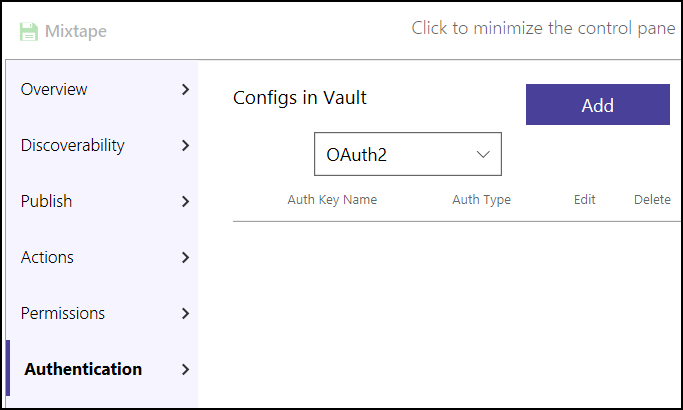 Mixtape
Click to minimize the control pane
Overview
Discoverability
Publish
Actions
Permissions
Authentication
Configs in Vault
Add
OAuth2
Auth Key Name Auth Type Edit Delete